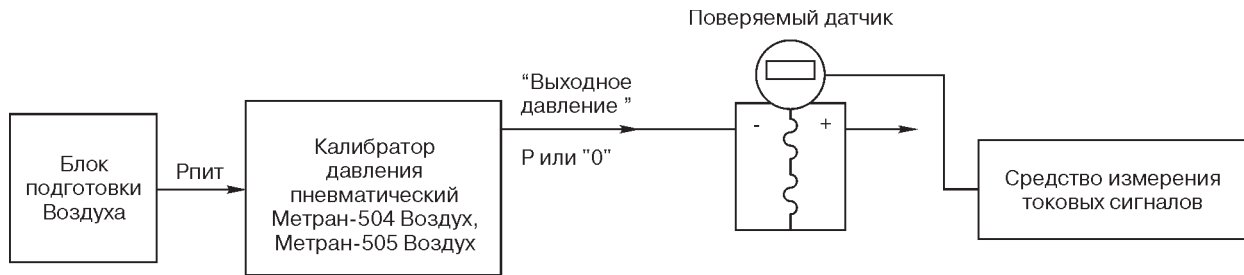 Поверяемый датчик
“Выходное
давление ”
- +
Р или "0"
Блок
подготовки
Воздуха
Рпит
Калибратор
давления
пневматический
Метран-504 Воздух,
Метран-505 Воздух
Средство измерения
токовых сигналов